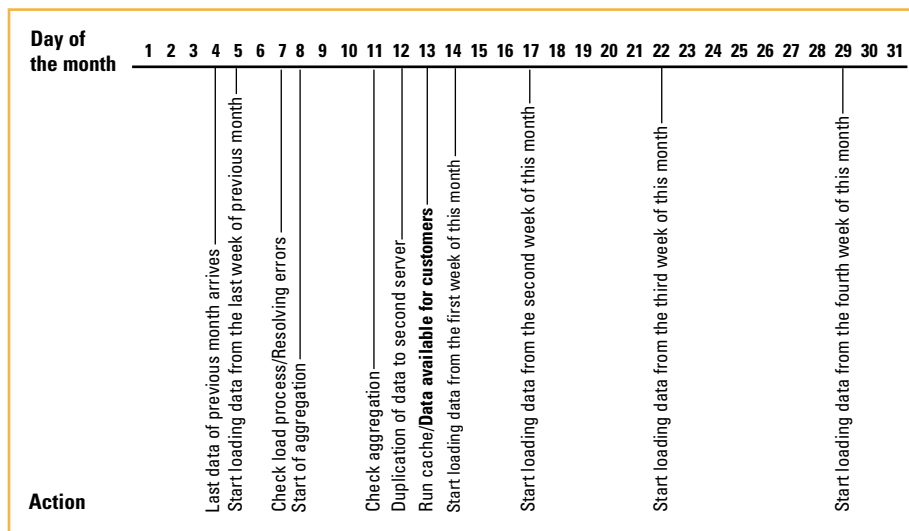 Day of
the month
1 2 3 4 5 6 7 8 9 10 11 12 13 14 15 16 17 18 19 20 21 22 23 24 25 26 27 28 29 30 31
Last data of previous month arrives
Start loading data from the last week of previous month
Check load process/Resolving errors
Start of aggregation
Check aggregation
Duplication of data to second server
Run cache/Data available for customers
Start loading data from the first week of this month
Start loading data from the second week of this month
Start loading data from the third week of this month
Start loading data from the fourth week of this month
Action